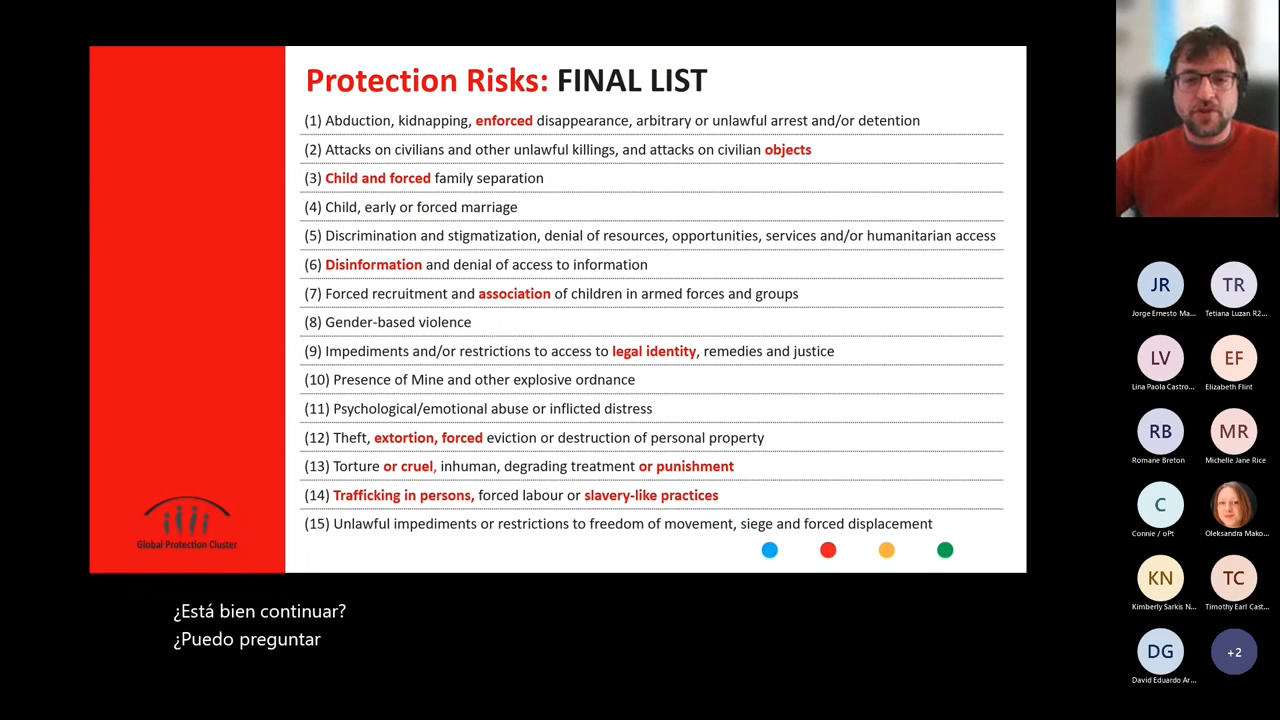 Protection Risks: FINAL LIST
(1) Abduction, kidnapping, enforced disappearance, arbitrary or unlawful arrest and/or detention
(2) Attacks on civilians and other unlawful killings, and attacks on civilian objects
(3) Child and forced family separation
(4) Child, early or forced marriage
(5) Discrimination and stigmatization, denial of resources, opportunities, services and/or humanitarian access
(6) Disinformation and denial of access to information
(7) Forced recruitment and association of children in armed forces and groups
(8) Gender-based violence
(9) Impediments and/or restrictions to access to legal identity, remedies and justice
(10) Presence of Mine and other explosive ordnance
(11) Psychological/emotional abuse or inflicted distress
(12) Theft, extortion, forced eviction or destruction of personal property
(13) Torture or cruel, inhuman, degrading treatment or punishment
(14) Trafficking in persons, forced labour or slavery-like practices
(15) Unlawful impediments or restrictions to freedom of movement, siege and forced displacement
Global Protection Cluster
¿Está bien continuar?
¿Puedo preguntar
JR TR
Jorge Ernesto Ma... Tetiana Luzan R2...
LV EF
Lina Paola Castro... Elizabeth Flint
RB MR
Romane Breton Michelle Jane Rice
C
Connie / oPt Oleksandra Mako...
KN TC
Kimberly Sarkis N... Timothy Earl Cast...
DG +2
David Eduardo Ar...